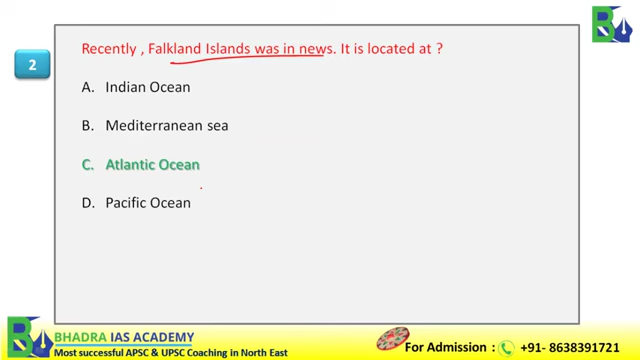 2
Recently , Falkland Islands was in news. It is located at ?
A. Indian Ocean
B. Mediterranean sea
C. Atlantic Ocean
D. Pacific Ocean
B
B
BHADRA IAS ACADEMY
Most successful APSC & UPSC Coaching in North East
For Admission : +91- 8638391721